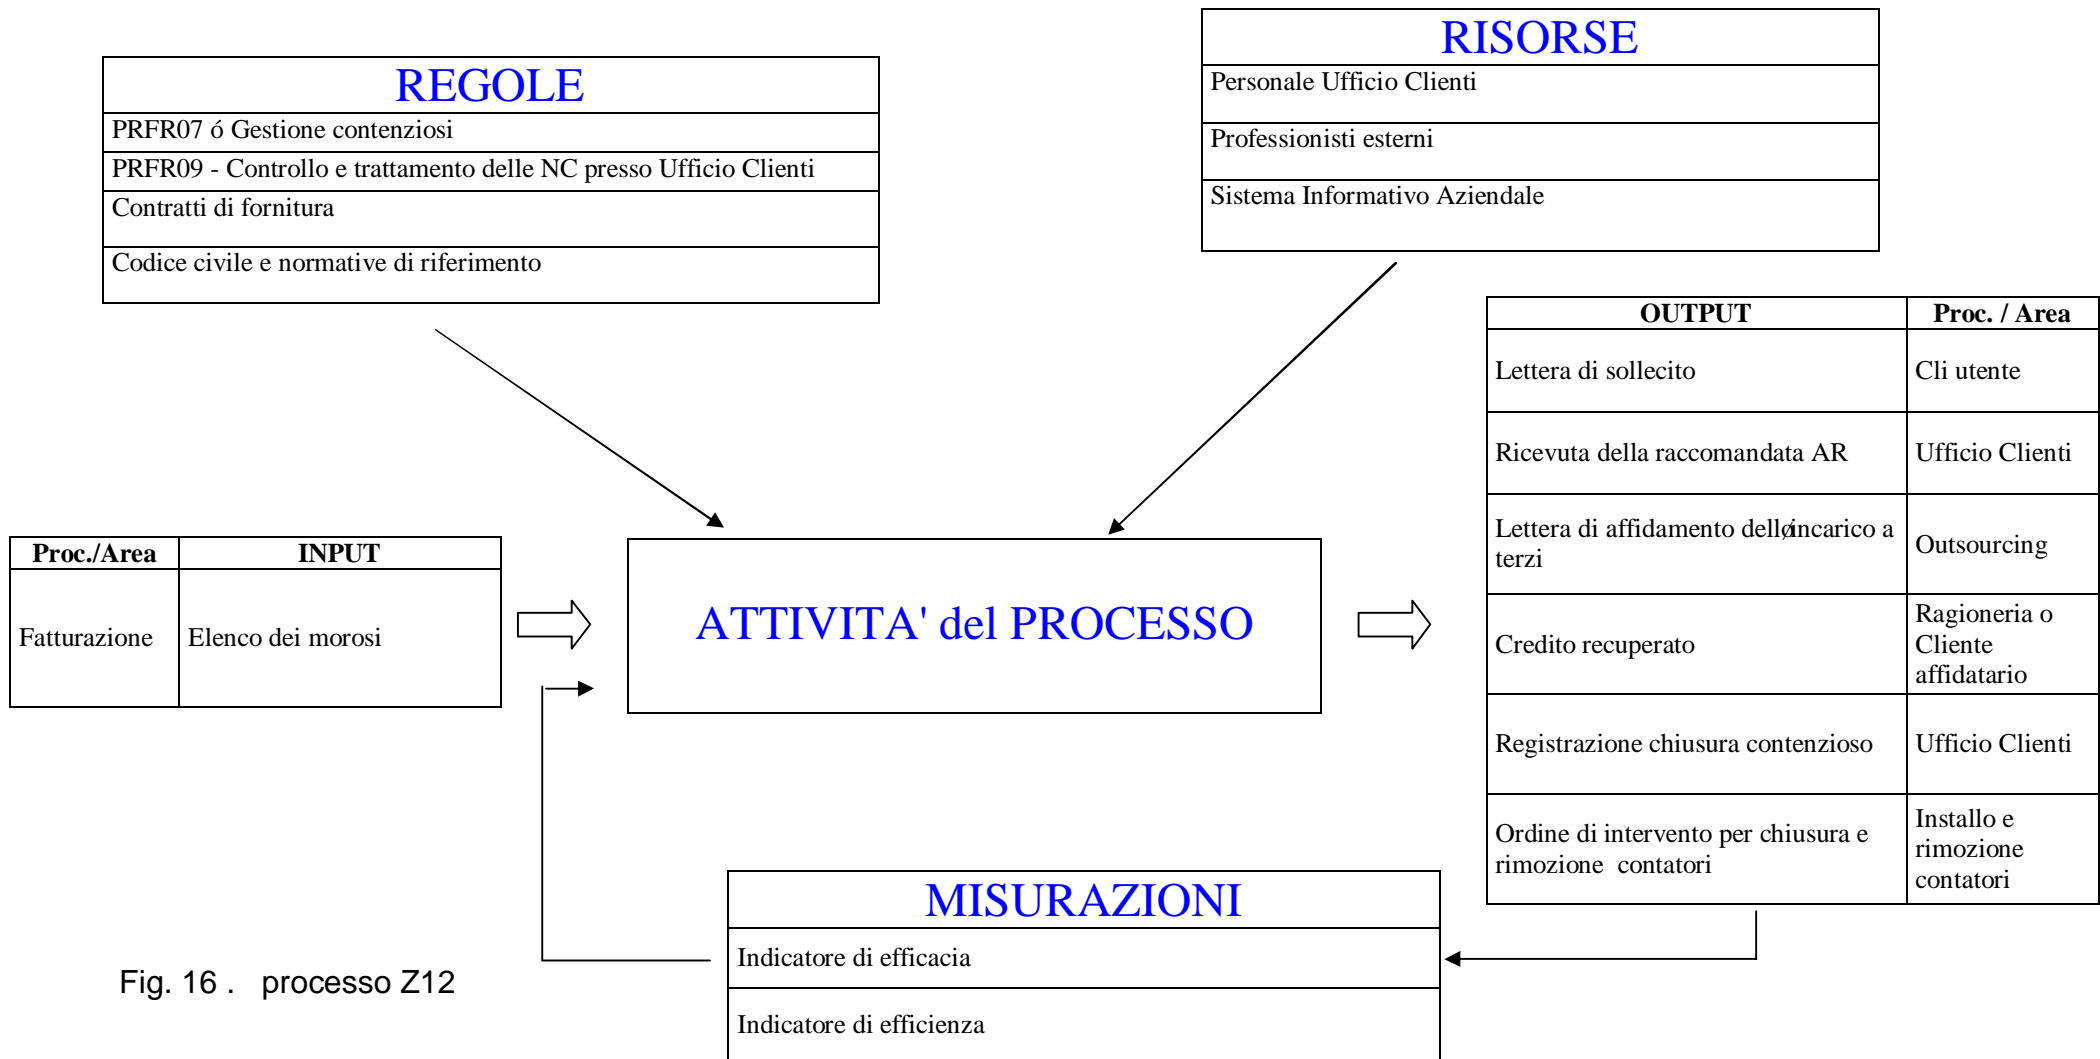 RISORSE
Personale Ufficio Clienti
Professionisti esterni
Sistema Informativo Aziendale
REGOLE
PRFR07 ó Gestione contenziosi
PRFR09 - Controllo e trattamento delle NC presso Ufficio Clienti
Contratti di fornitura
Codice civile e normative di riferimento
Proc./Area INPUT
Fatturazione Elenco dei morosi
ATTIVITA' del PROCESSO
OUTPUT Proc. / Area
Lettera di sollecito Cli utente
Ricevuta della raccomandata AR Ufficio Clienti
Lettera di affidamento delløincarico a
terzi
Outsourcing
Credito recuperato
Ragioneria o
Cliente
affidatario
Registrazione chiusura contenzioso Ufficio Clienti
Ordine di intervento per chiusura e
rimozione contatori
Installo e
rimozione
contatori
MISURAZIONI
Indicatore di efficacia
Indicatore di efficienza
Fig. 16 . processo Z12